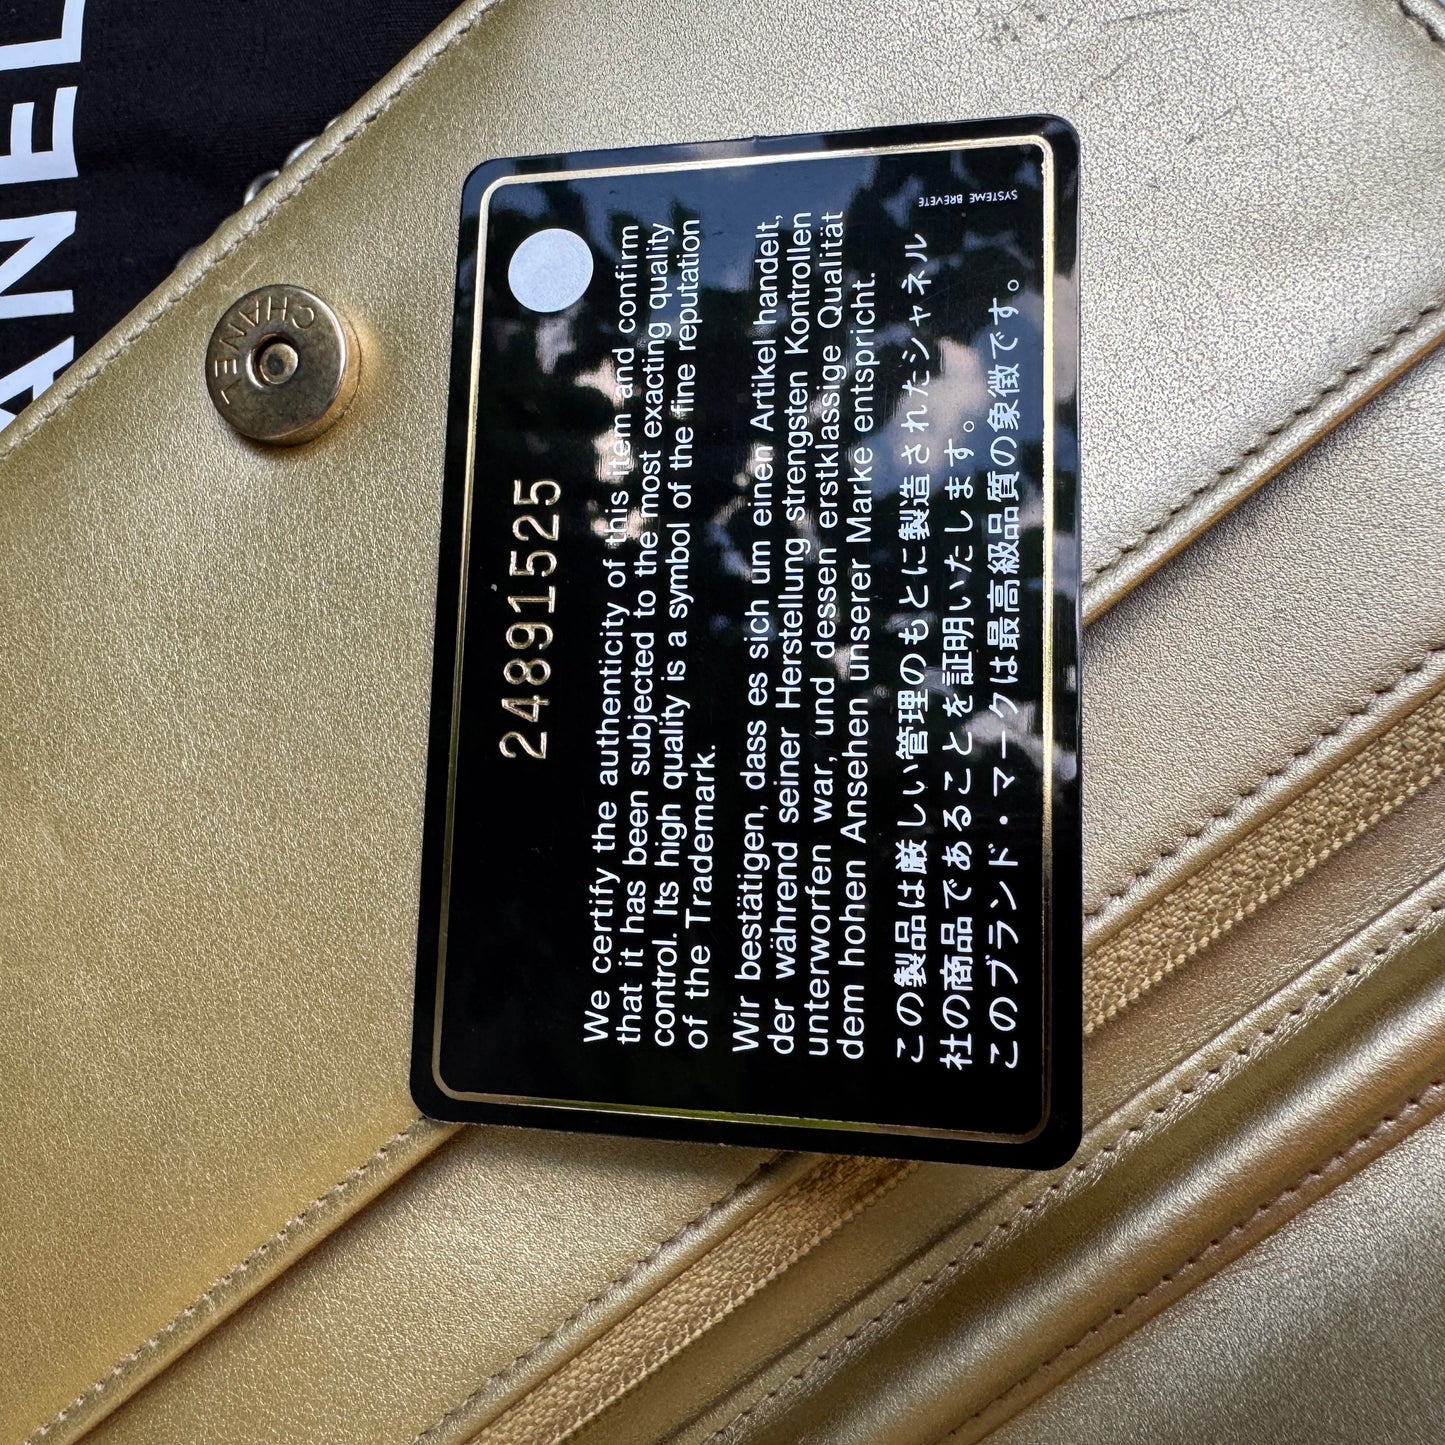 ANEL
CHANEL
24891525
We certify the authenticity of this item and confirm
that it has been subjected to the most exacting quality
control. Its high quality is a symbol of the fine reputation
of the Trademark.
Wir bestätigen, dass es sich um einen Artikel handelt,
der während seiner Herstellung strengsten Kontrollen
unterworfen war, und dessen erstklassige Qualität
dem hohen Ansehen unserer Marke entspricht.
この製品は厳しい管理のもとに製造されたシャネル
社の商品であることを証明いたします。
このブランド・マークは最高級品質の象徴です。
SYSTEME BREVETE